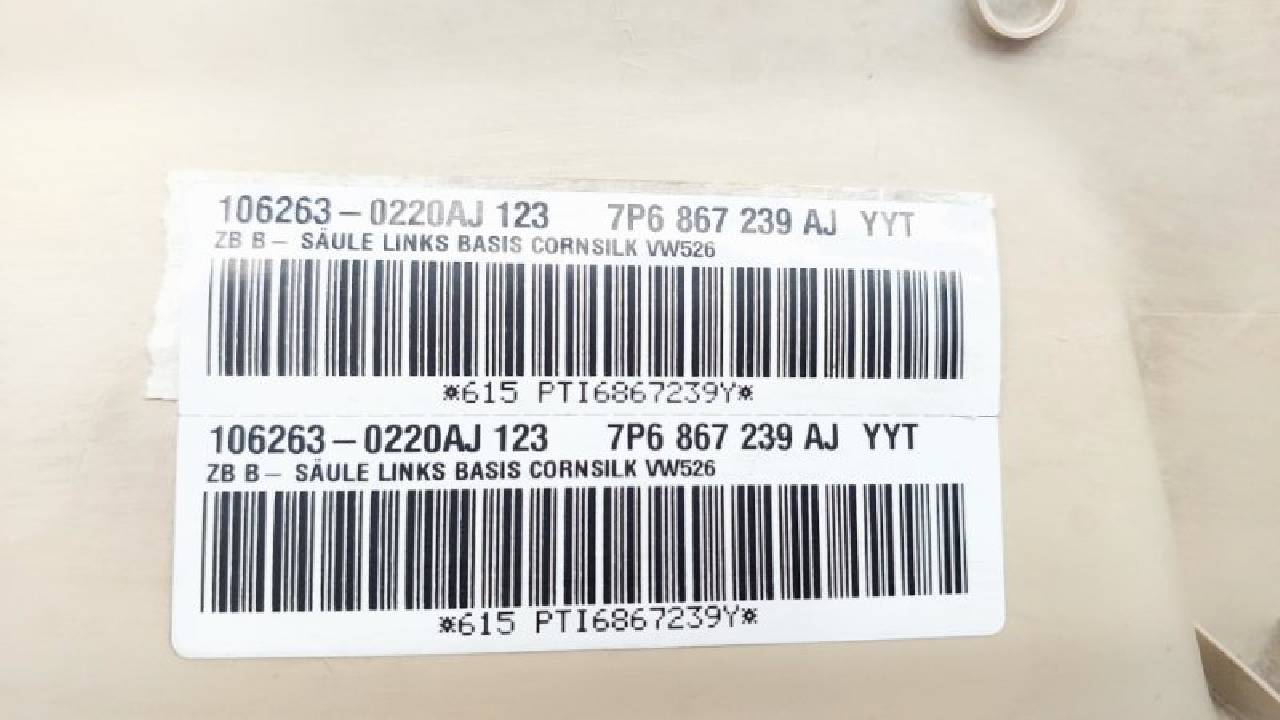 106263-0220AJ 123 7P6 867 239 AJ YYT
ZB B- SÄULE LINKS BASIS CORNSILK VW526
*615 PTI6867239Y*
106263-0220AJ 123 7P6 867 239 AJ YYT
ZB B- SÄULE LINKS BASIS CORNSILK VW526
*615 PTI6867239Y*